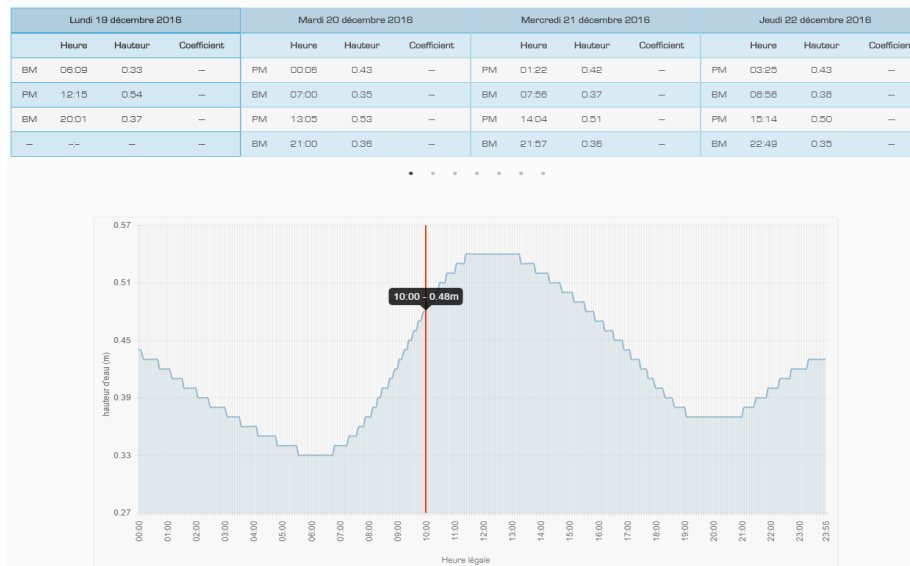 Lundi 19 décembre 2016 Mardi 20 décembre 2016 Mercredi 21 décembre 2016 Jeudi 22 décembre 2016
Heure Hauteur Coefficient Heure Hauteur Coefficient Heure Hauteur Coefficient Heure Hauteur Coefficien
BM 06:09 0.33 — PM 00:06 0.43 — PM 01:22 0.42 — PM 03:25 0.43 —
PM 12:15 0.54 — BM 07:00 0.35 — BM 07:56 0.37 — BM 08:58 0.38 —
BM 20:01 0.37 — PM 13:05 0.53 — PM 14:04 0.51 — PM 15:14 0.50 —
— --:-- — — BM 21:00 0.36 — BM 21:57 0.36 — BM 22:49 0.35 —
0.57
0.51
10:00 - 0.48m
0.45
0.39
0.33
0.27
hauteur d'eau (m)
00:00 01:00 02:00 03:00 04:00 05:00 06:00 07:00 08:00 09:00 10:00 11:00 12:00 13:00 14:00 15:00 16:00 17:00 18:00 19:00 20:00 21:00 22:00 23:00 23:55
Heure légale